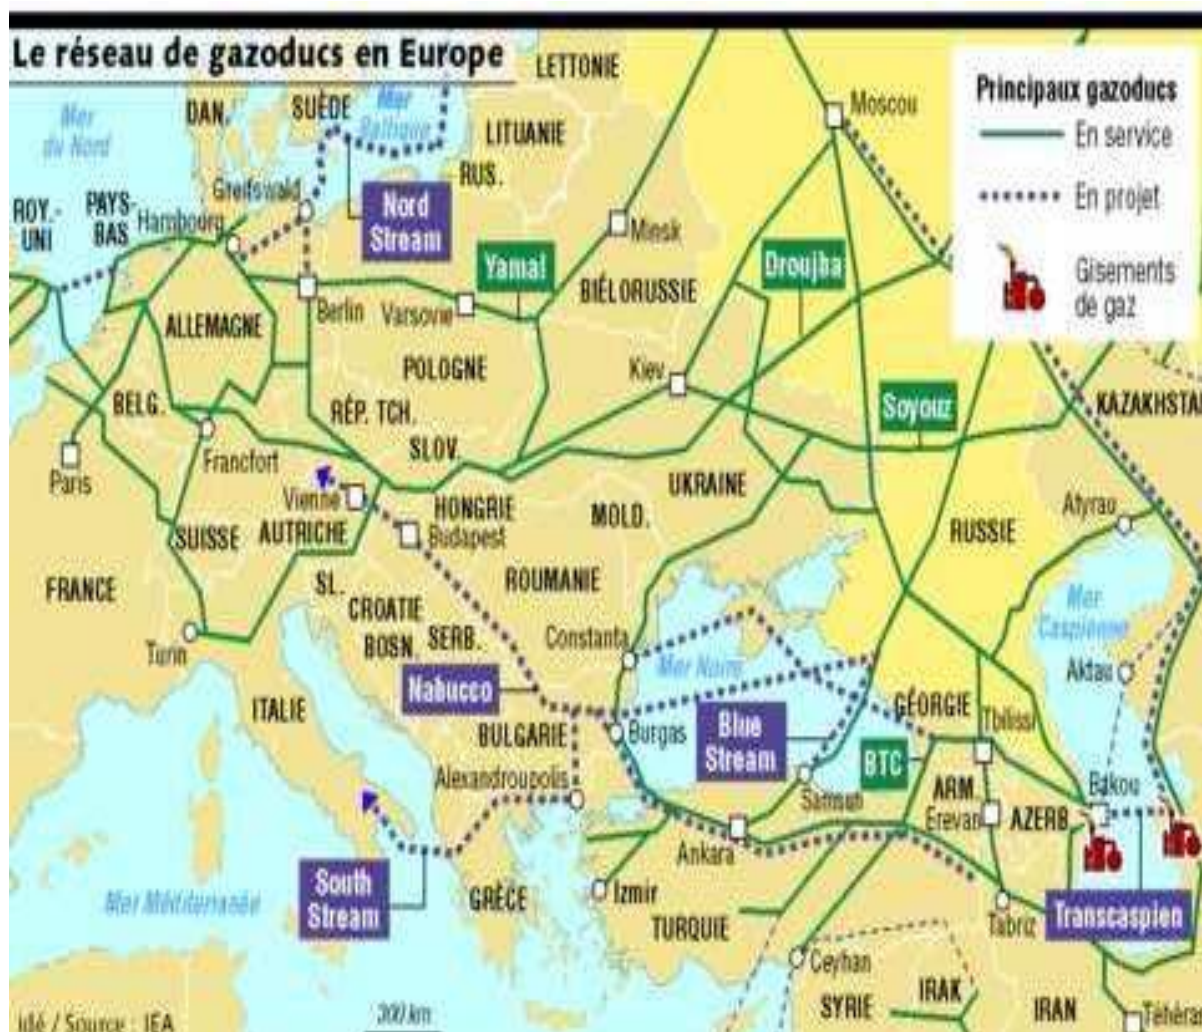 Le réseau de gazoducs en Europe
LETTONIE
Moscou
Principaux gazoducs
En service
En projet
Gisements
de gaz
DAN.
SUÈDE
Mer
Baltique
Mer
du Nord
LITUANIE
RUS.
Greifswald
Nord
Stream
ROY.-
UNI
PAYS-
BAS
Hambourg
Minsk
Yamal
Droujba
BIÉLORUSSIE
Berlin
Varsovie
ALLEMAGNE
POLOGNE
Kiev
Soyouz
KAZAKHSTA
BELG.
RÉP. TCH.
SLOV.
Paris
Francfort
Vienne
UKRAINE
HONGRIE
MOLD.
Budapest
SUISSE
AUTRICHE
RUSSIE
Atyrau
FRANCE
SL.
ROUMANIE
CROATIE
BOSN.
SERB.
Constanta
Mer
Caspienne
Turin
Mer Noire
Aktau
Nabucco
ITALIE
GÉORGIE
Tbilissi
BULGARIE
Burgas
Blue
Stream
BTC
Alexandroupolis
Samsun
ARM.
Erevan
AZERB.
Bakou
Ankara
South
Stream
GRÈCE
Izmir
Mer Méditerranée
TURQUIE
Tabriz
Transcaspien
Ceyhan
SYRIE
IRAK
IRAN
Téhéra
idé / Source : IEA
300 km